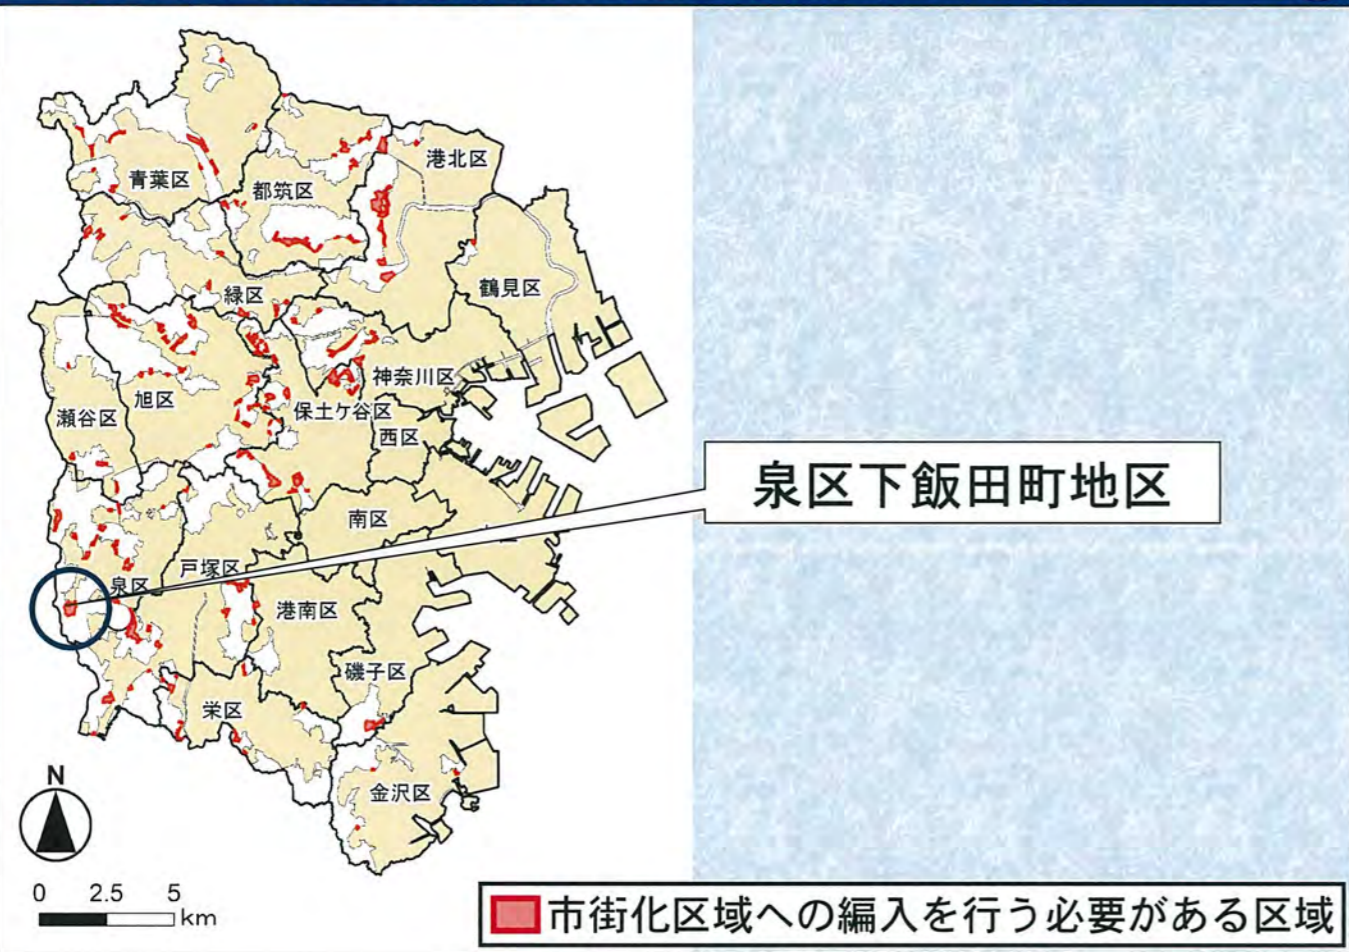 港北区
青葉区
都筑区
鶴見区
緑区
神奈川区
旭区
保土ケ谷区
瀬谷区
西区
泉区下飯田町地区
南区
戸塚区
泉区
港南区
磯子区
栄区
金沢区
N
0 2.5 5
km
市街化区域への編入を行う必要がある区域